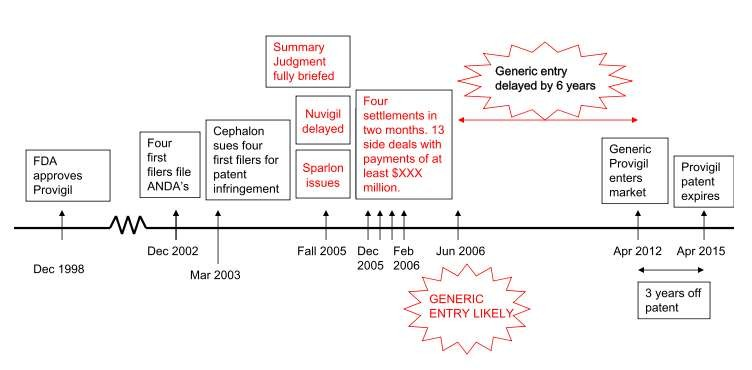 Summary
Judgment
fully briefed
Generic entry
delayed by 6 years
FDA
approves
Provigil
Four
first
filers file
ANDA's
Cephalon
sues four
first filers for
patent
infringement
Nuvigil
delayed
Sparlon
issues
Four
settlements in
two months. 13
side deals with
payments of at
least $XXX
million.
Generic
Provigil
enters
market
Provigil
patent
expires
Dec 1998
Dec 2002
Mar 2003
Fall 2005
Dec
2005
Feb
2006
Jun 2006
Apr 2012
Apr 2015
GENERIC
ENTRY LIKELY
3 years off
patent